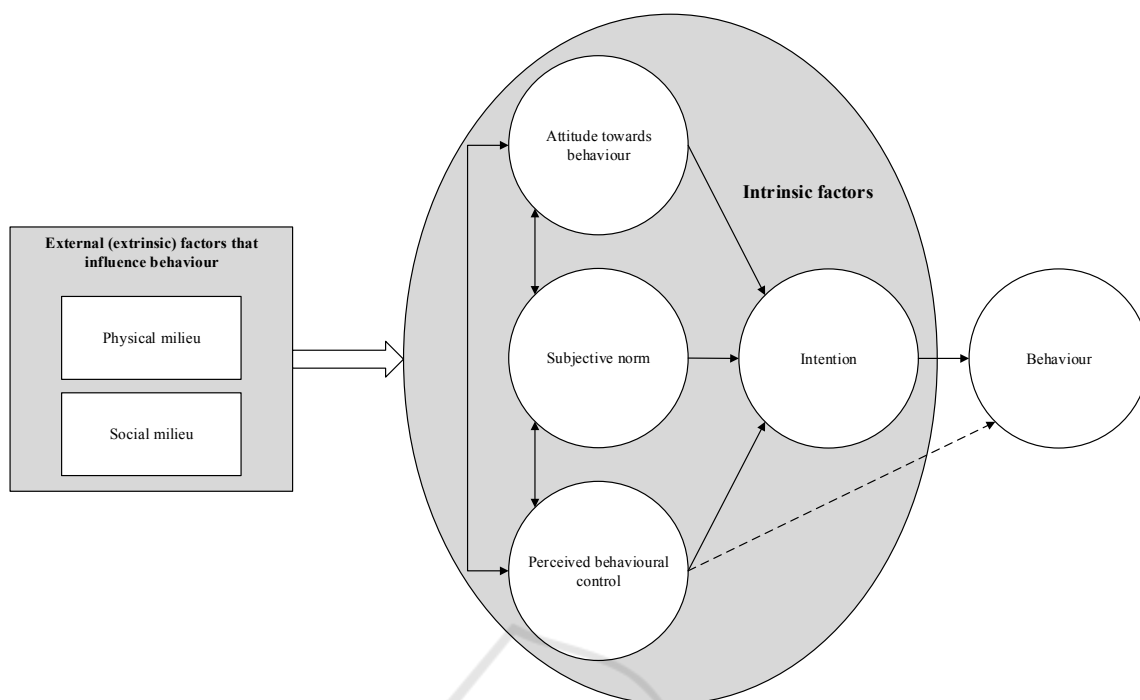 External (extrinsic) factors that
influence behaviour
Physical milieu
Social milieu
Attitude towards
behaviour
Intrinsic factors
Subjective norm
Intention
Behaviour
Perceived behavioural
control